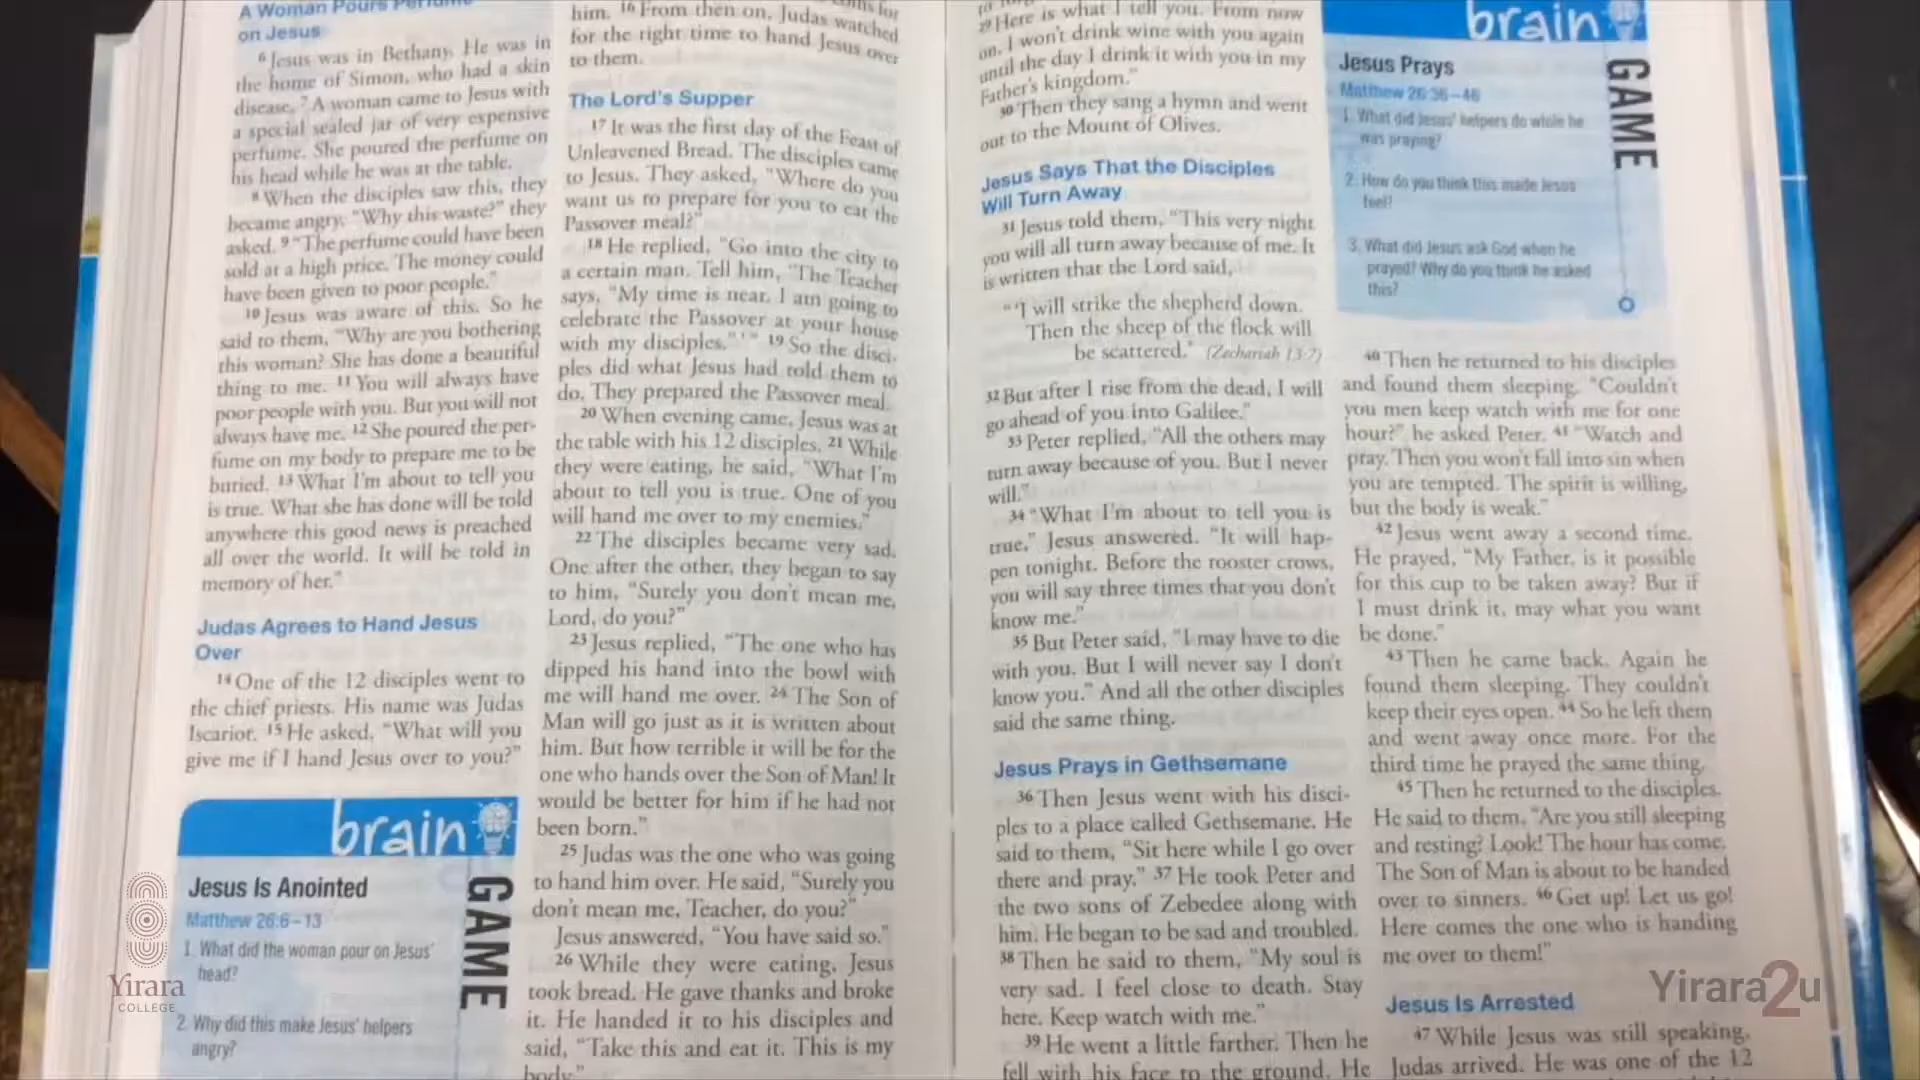 A Woman Pours Perfume
on Jesus
6 Jesus was in Bethany. He was in
the home of Simon, who had a skin
disease. 7 A woman came to Jesus with
a special sealed jar of very expensive
perfume. She poured the perfume on
his head while he was at the table.
8 When the disciples saw this, they
became angry. “Why this waste?” they
asked. 9 “The perfume could have been
sold at a high price. The money could
have been given to poor people.”
10 Jesus was aware of this. So he
said to them, “Why are you bothering
this woman? She has done a beautiful
thing to me. 11 You will always have
poor people with you. But you will not
always have me. 12 She poured the per-
fume on my body to prepare me to be
buried. 13 What I’m about to tell you
is true. What she has done will be told
anywhere this good news is preached
all over the world. It will be told in
memory of her.”
Judas Agrees to Hand Jesus
Over
14 One of the 12 disciples went to
the chief priests. His name was Judas
Iscariot. 15 He asked, “What will you
give me if I hand Jesus over to you?”
brain
GAME
Jesus Is Anointed
Matthew 26:6–13
1. What did the woman pour on Jesus’
head?
2. Why did this make Jesus’ helpers
angry?
him. 16 From then on, Judas watched
for the right time to hand Jesus over
to them.
The Lord’s Supper
17 It was the first day of the Feast of
Unleavened Bread. The disciples came
to Jesus. They asked, “Where do you
want us to prepare for you to eat the
Passover meal?”
18 He replied, “Go into the city to
a certain man. Tell him, ‘The Teacher
says, “My time is near. I am going to
celebrate the Passover at your house
with my disciples.” ’ ” 19 So the disci-
ples did what Jesus had told them to
do. They prepared the Passover meal.
20 When evening came, Jesus was at
the table with his 12 disciples. 21 While
they were eating, he said, “What I’m
about to tell you is true. One of you
will hand me over to my enemies.”
22 The disciples became very sad.
One after the other, they began to say
to him, “Surely you don’t mean me,
Lord, do you?”
23 Jesus replied, “The one who has
dipped his hand into the bowl with
me will hand me over. 24 The Son of
Man will go just as it is written about
him. But how terrible it will be for the
one who hands over the Son of Man! It
would be better for him if he had not
been born.”
25 Judas was the one who was going
to hand him over. He said, “Surely you
don’t mean me, Teacher, do you?”
Jesus answered, “You have said so.”
26 While they were eating, Jesus
took bread. He gave thanks and broke
it. He handed it to his disciples and
said, “Take this and eat it. This is my
body.”
29 Here is what I tell you. From now
on, I won’t drink wine with you again
until the day I drink it with you in my
Father’s kingdom.”
30 Then they sang a hymn and went
out to the Mount of Olives.
Jesus Says That the Disciples
Will Turn Away
31 Jesus told them, “This very night
you will all turn away because of me. It
is written that the Lord said,
“ ‘I will strike the shepherd down.
Then the sheep of the flock will
be scattered.’ (Zechariah 13:7)
32 But after I rise from the dead, I will
go ahead of you into Galilee.”
33 Peter replied, “All the others may
turn away because of you. But I never
will.”
34 “What I’m about to tell you is
true,” Jesus answered. “It will hap-
pen tonight. Before the rooster crows,
you will say three times that you don’t
know me.”
35 But Peter said, “I may have to die
with you. But I will never say I don’t
know you.” And all the other disciples
said the same thing.
Jesus Prays in Gethsemane
36 Then Jesus went with his disci-
ples to a place called Gethsemane. He
said to them, “Sit here while I go over
there and pray.” 37 He took Peter and
the two sons of Zebedee along with
him. He began to be sad and troubled.
38 Then he said to them, “My soul is
very sad. I feel close to death. Stay
here. Keep watch with me.”
39 He went a little farther. Then he
fell with his face to the ground. He
brain
GAME
Jesus Prays
Matthew 26:36–46
1. What did Jesus’ helpers do while he
was praying?
2. How do you think this made Jesus
feel?
3. What did Jesus ask God when he
prayed? Why do you think he asked
this?
40 Then he returned to his disciples
and found them sleeping. “Couldn’t
you men keep watch with me for one
hour?” he asked Peter. 41 “Watch and
pray. Then you won’t fall into sin when
you are tempted. The spirit is willing,
but the body is weak.”
42 Jesus went away a second time.
He prayed, “My Father, is it possible
for this cup to be taken away? But if
I must drink it, may what you want
be done.”
43 Then he came back. Again he
found them sleeping. They couldn’t
keep their eyes open. 44 So he left them
and went away once more. For the
third time he prayed the same thing.
45 Then he returned to the disciples.
He said to them, “Are you still sleeping
and resting? Look! The hour has come.
The Son of Man is about to be handed
over to sinners. 46 Get up! Let us go!
Here comes the one who is handing
me over to them!”
Jesus Is Arrested
47 While Jesus was still speaking,
Judas arrived. He was one of the 12
Yirara
COLLEGE
Yirara2u